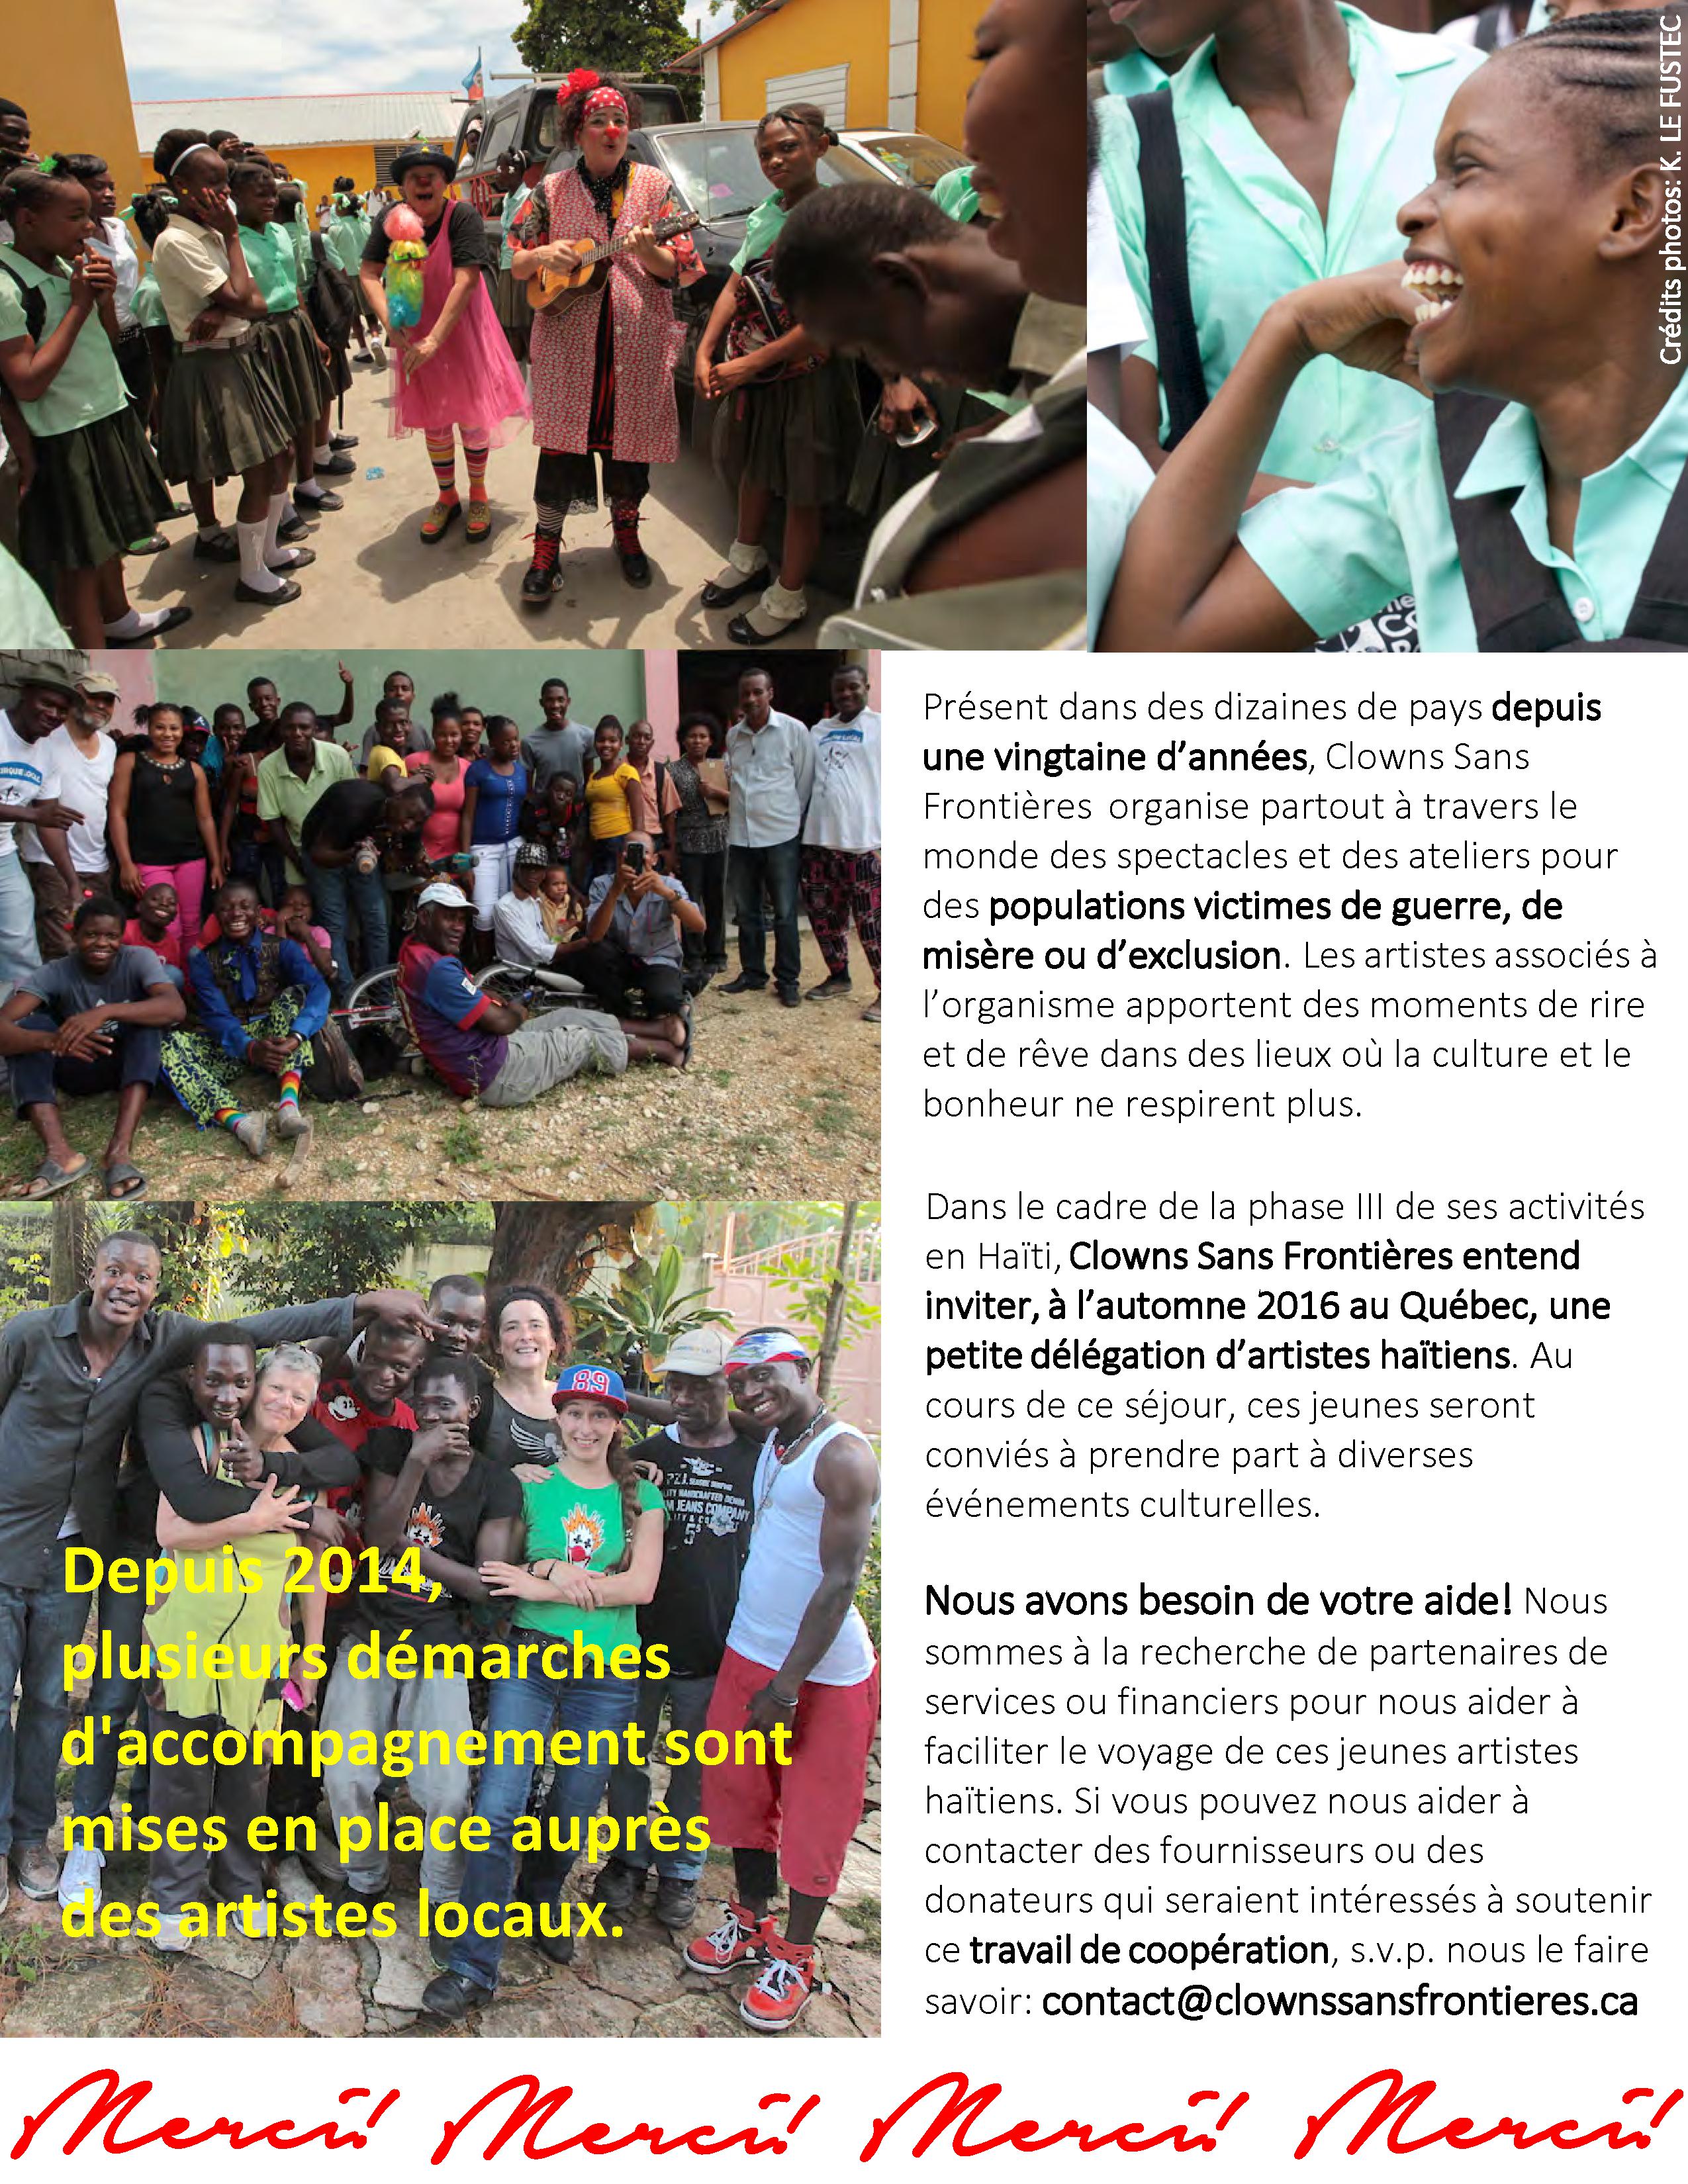 Crédits photos: K. LE FUSTEC
Présent dans des dizaines de pays depuis
une vingtaine d’années, Clowns Sans
Frontières organise partout à travers le
monde des spectacles et des ateliers pour
des populations victimes de guerre, de
misère ou d’exclusion. Les artistes associés à
l’organisme apportent des moments de rire
et de rêve dans des lieux où la culture et le
bonheur ne respirent plus.
Dans le cadre de la phase III de ses activités
en Haïti, Clowns Sans Frontières entend
inviter, à l’automne 2016 au Québec, une
petite délégation d’artistes haïtiens. Au
cours de ce séjour, ces jeunes seront
conviés à prendre part à diverses
événements culturelles.
Nous avons besoin de votre aide! Nous
sommes à la recherche de partenaires de
services ou financiers pour nous aider à
faciliter le voyage de ces jeunes artistes
haïtiens. Si vous pouvez nous aider à
contacter des fournisseurs ou des
donateurs qui seraient intéressés à soutenir
ce travail de coopération, s.v.p. nous le faire
savoir: contact@clownssansfrontieres.ca
89
JEANS COMPANY
Depuis 2014,
plusieurs démarches
d'accompagnement sont
mises en place auprès
des artistes locaux.
Merci! Merci! Merci! Merci!